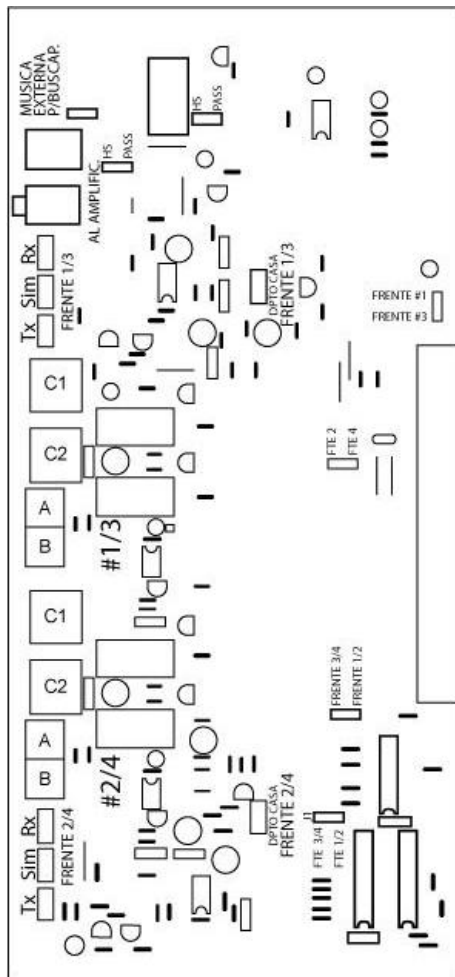 MUSICA
EXTERNA
P/BUSCAP.
HS
PASS
HS
PASS
AL AMPLIFIC.
Rx
Sim
Tx
FRENTE 1/3
DPTO CASA
FRENTE 1/3
FRENTE #1
FRENTE #3
C1
C2
FTE 2
FTE 4
A
B
#1/3
C1
C2
FRENTE 3/4
FRENTE 1/2
A
B
#2/4
DPTO CASA
FRENTE 2/4
J1
FTE 3/4
FTE 1/2
Rx
Sim
Tx
FRENTE 2/4